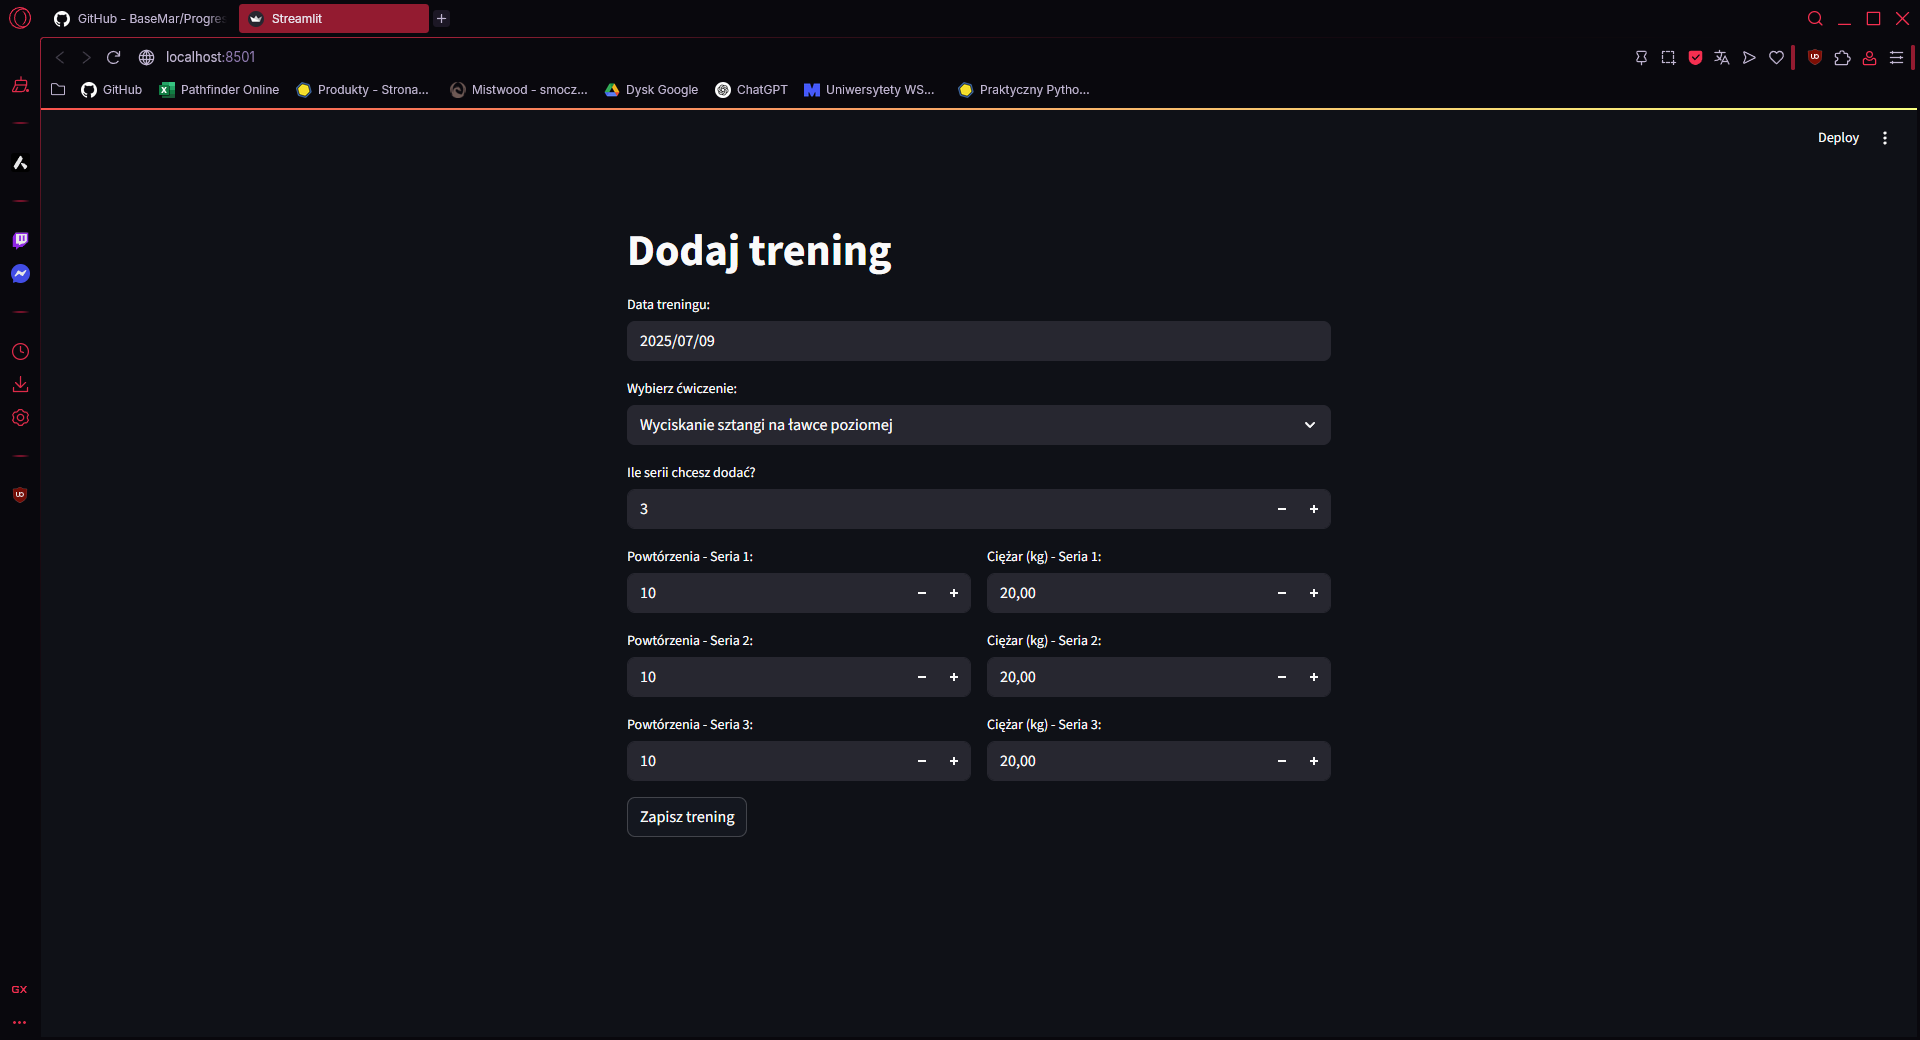 GitHub - BaseMar/Progre
Streamlit
localhost:8501
GitHub
Pathfinder Online
Produkty - Strona...
Mistwood - smocz...
Dysk Google
ChatGPT
Uniwersytety WS...
Praktyczny Pytho...
Deploy
Dodaj trening
Data treningu:
2025/07/09
Wybierz ćwiczenie:
Wyciskanie sztangi na ławce poziomej
Ile serii chcesz dodać?
3
Powtórzenia - Seria 1:
Ciężar (kg) - Seria 1:
10
20,00
Powtórzenia - Seria 2:
Ciężar (kg) - Seria 2:
10
20,00
Powtórzenia - Seria 3:
Ciężar (kg) - Seria 3:
10
20,00
Zapisz trening
GX